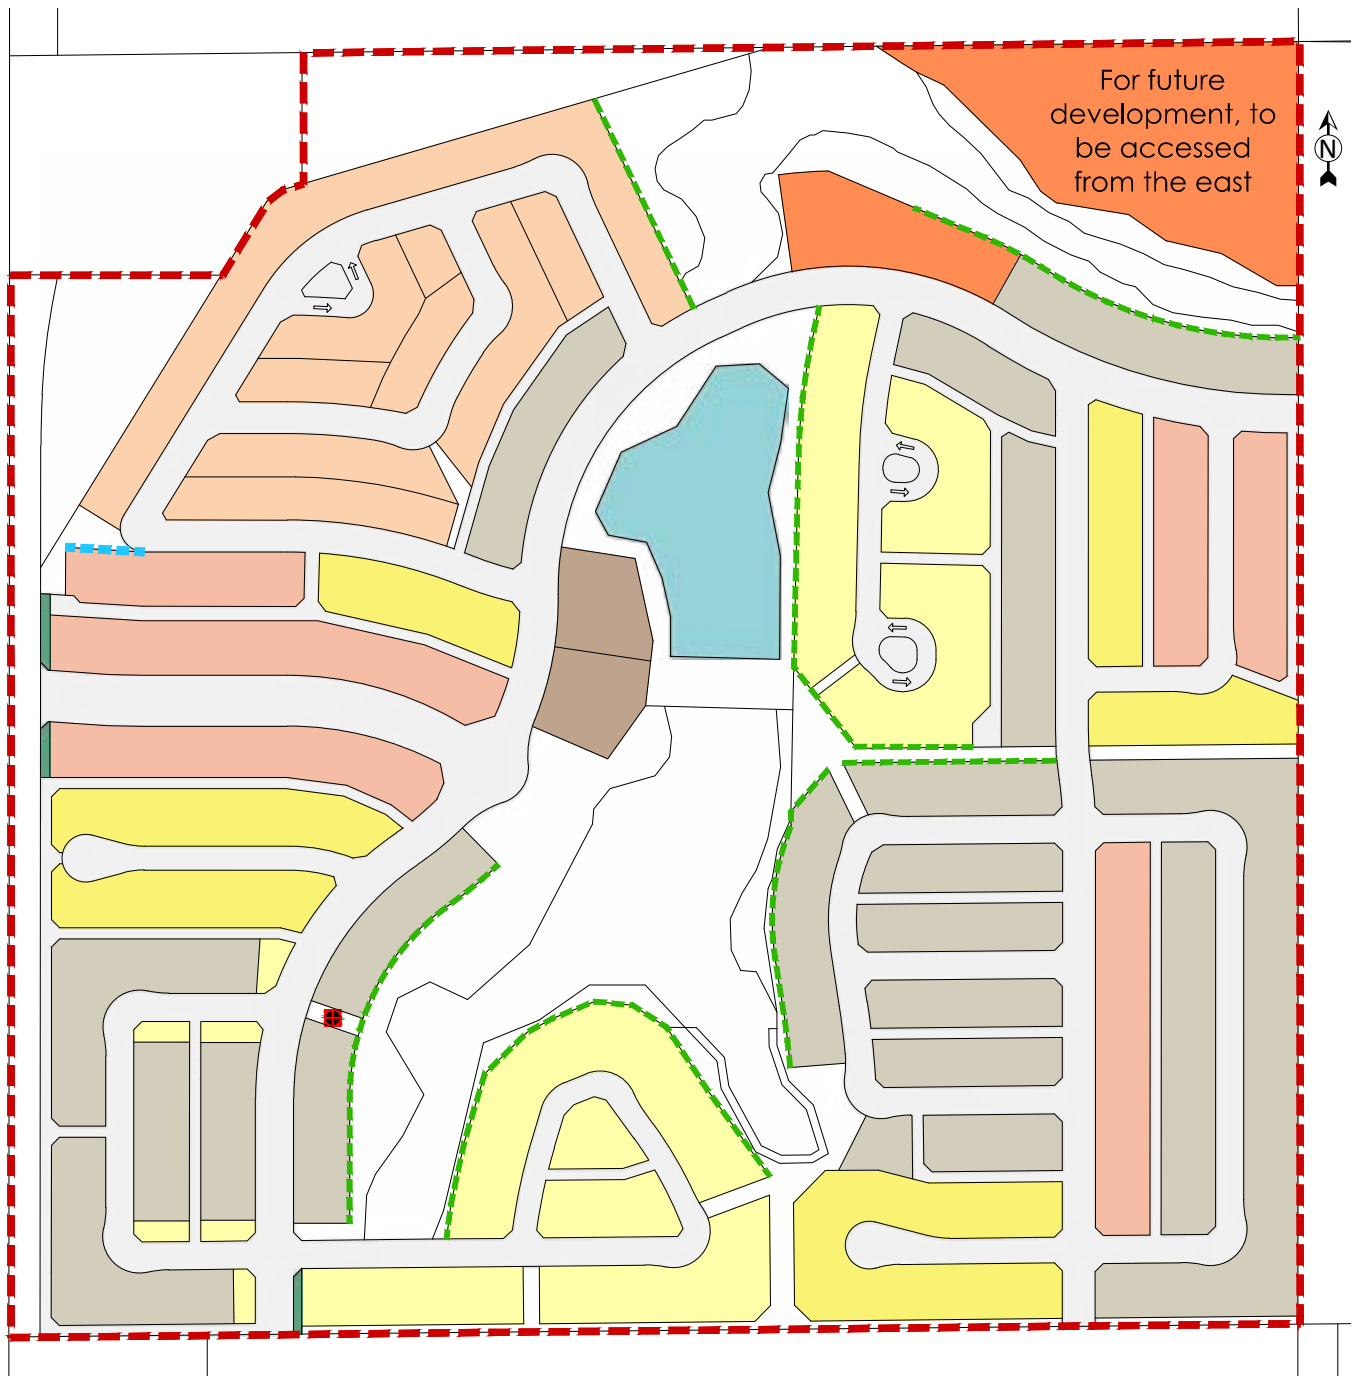 For future
development, to
be accessed
from the east
N